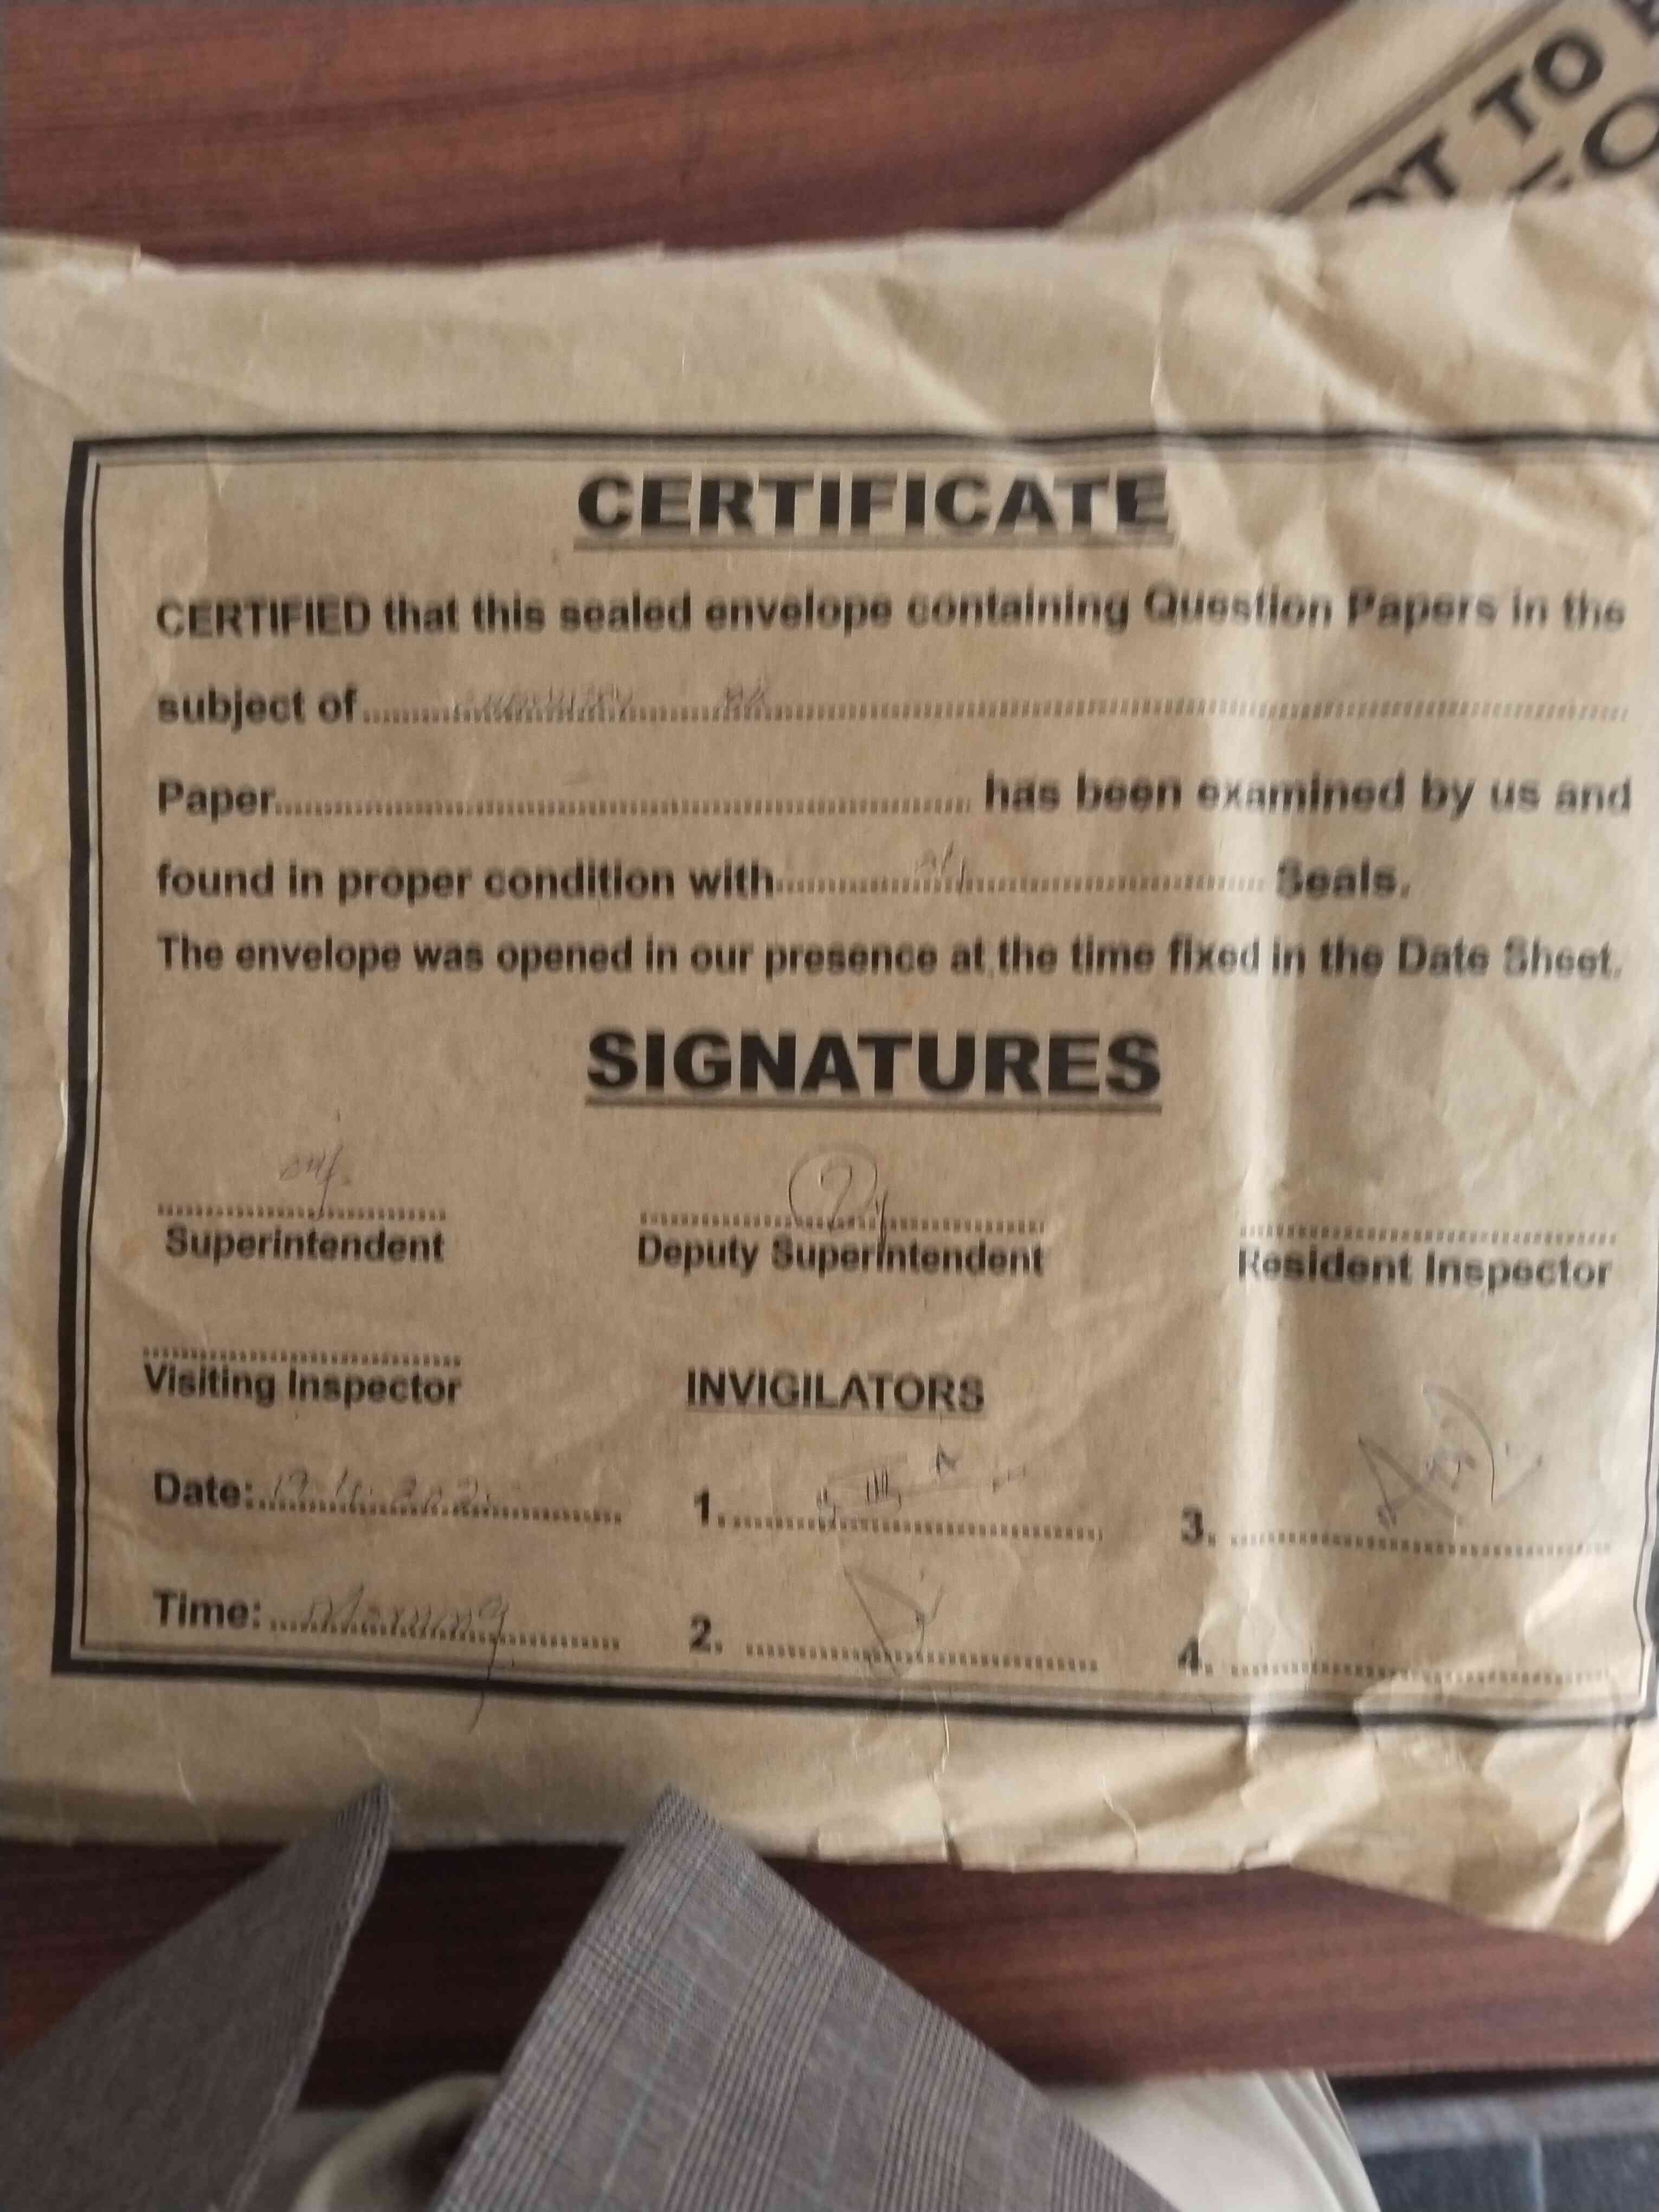 OT TO
CERTIFICATE
CERTIFIED that this sealed envelope containing Question Papers in the
subject of
Paper has been examined by us and
found in proper condition with Seals.
The envelope was opened in our presence at the time fixed in the Date Sheet.
SIGNATURES
Superintendent Deputy Superintendent Resident Inspector
Visiting Inspector INVIGILATORS
Date: 1. 3.
Time: Morning 2. 4.